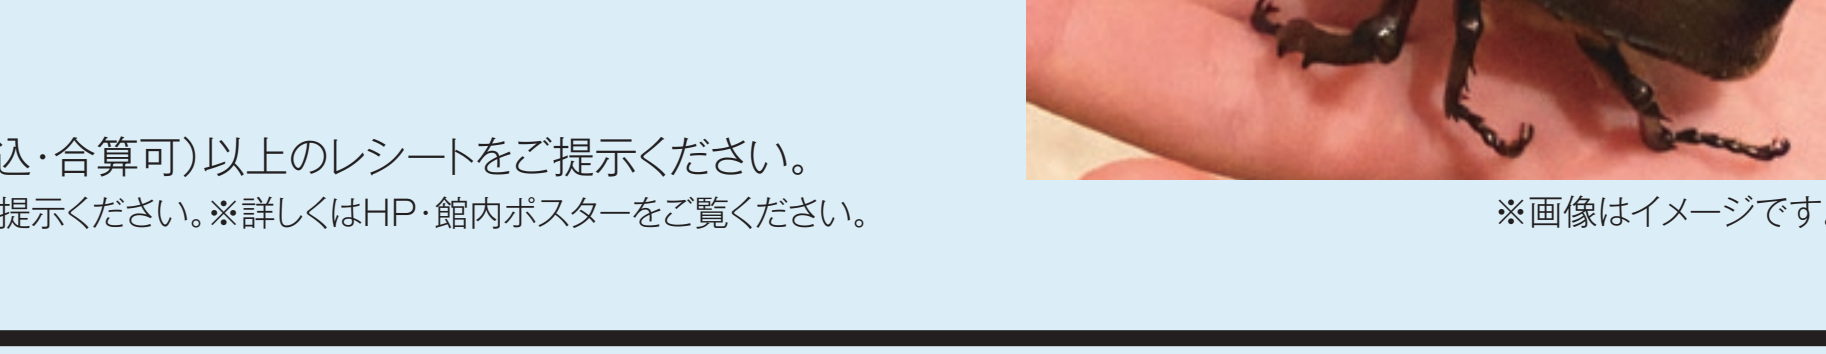 込・合算可）以上のレシートをご提示ください。
提示ください。※詳しくはHP・館内ポスターをご覧ください。
※画像はイメージです。